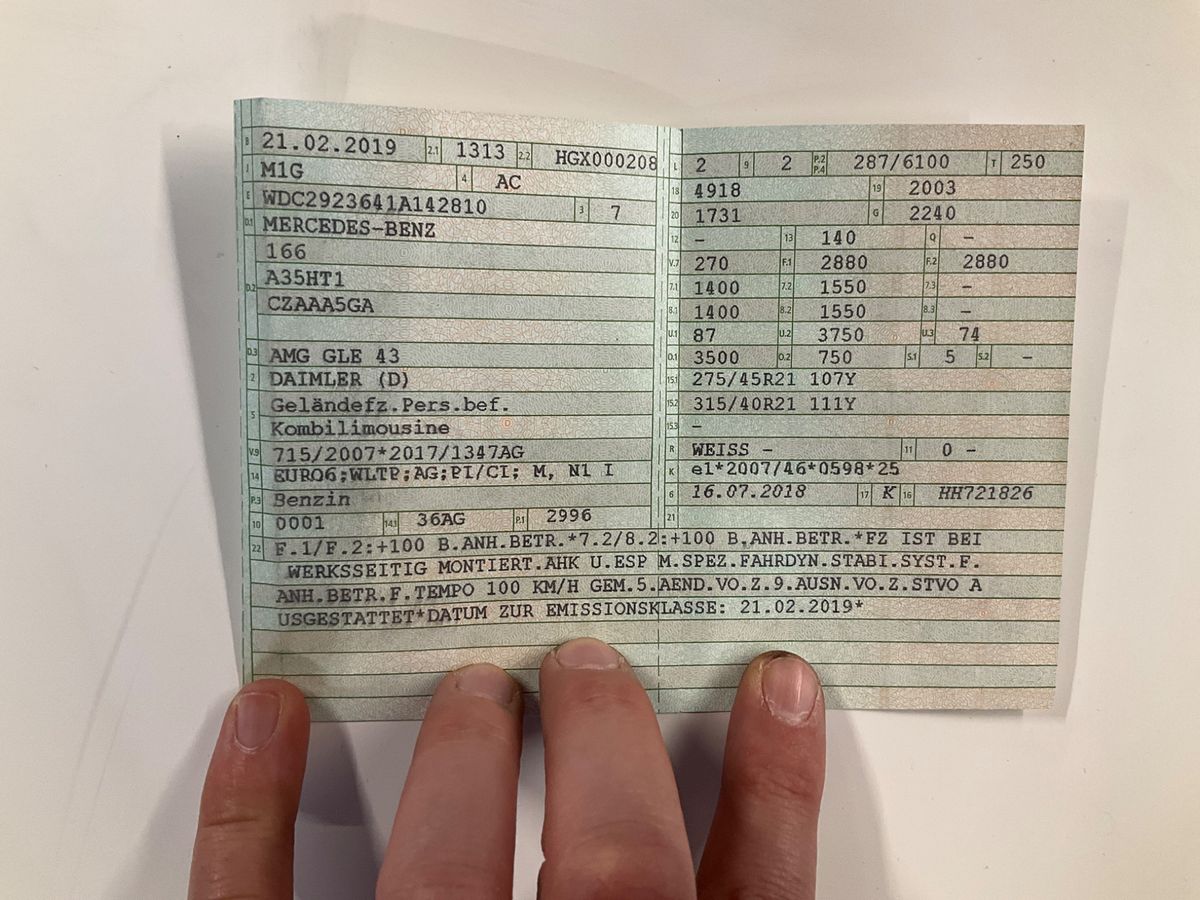 B 21.02.2019 2.1 1313 2.2 HGX000208
J M1G 4 AC
E WDC2923641A142810 3 7
D.1 MERCEDES-BENZ
166
D.2 A35HT1
CZAAA5GA
D.3 AMG GLE 43
2 DAIMLER (D)
5 Geländefz.Pers.bef.
Kombilimousine
V.9 715/2007*2017/1347AG
14 EURO6;WLTP;AG;PI/CI; M, N1 I
P.3 Benzin
10 0001 14.1 36AG P.1 2996
L 2 9 2 P.2 P.4 287/6100 T 250
18 4918 19 2003
20 1731 G 2240
12 - 13 140 Q -
V.7 270 F.1 2880 F.2 2880
7.1 1400 7.2 1550 7.3 -
8.1 1400 8.2 1550 8.3 -
U.1 87 U.2 3750 U.3 74
O.1 3500 O.2 750 S.1 5 S.2 -
15.1 275/45R21 107Y
15.2 315/40R21 111Y
15.3 -
R WEISS - 11 0 -
K e1*2007/46*0598*25
6 16.07.2018 17 K 16 HH721826
21
22 F.1/F.2:+100 B.ANH.BETR.*7.2/8.2:+100 B.ANH.BETR.*FZ IST BEI
WERKSSEITIG MONTIERT.AHK U.ESP M.SPEZ.FAHRDYN.STABI.SYST.F.
ANH.BETR.F.TEMPO 100 KM/H GEM.5.AEND.VO.Z.9.AUSN.VO.Z.STVO A
USGESTATTET*DATUM ZUR EMISSIONSKLASSE: 21.02.2019*